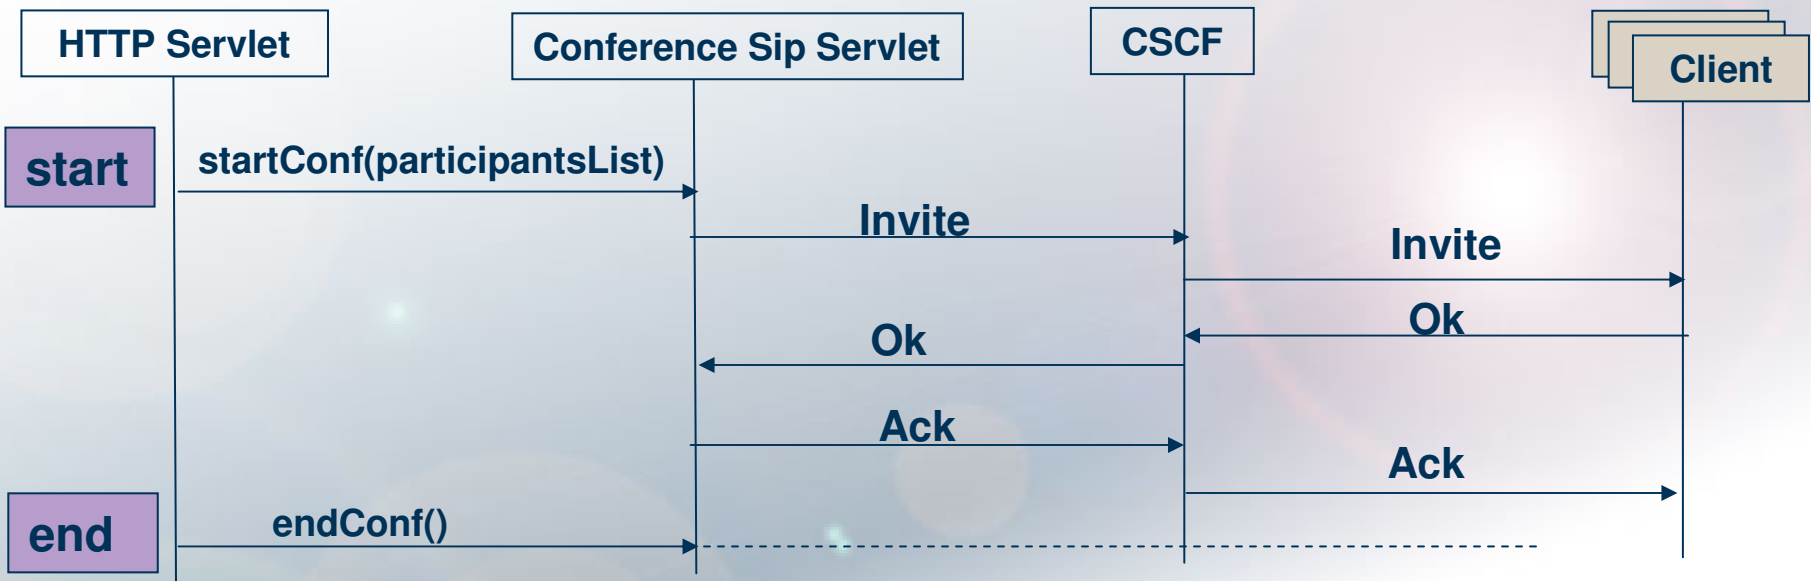 HTTP Servlet
Conference Sip Servlet
CSCF
Client
start
startConf(participantsList)
Invite
Invite
Ok
Ok
Ack
Ack
end
endConf()